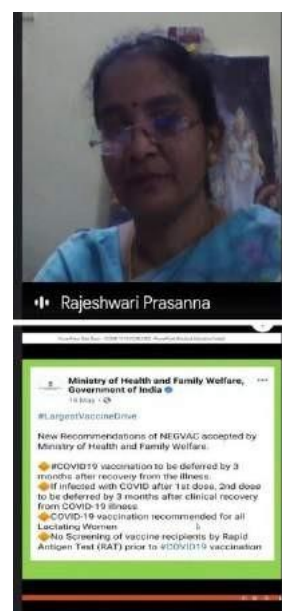 Rajeshwari Prasanna
Ministry of Health and Family Welfare,
Government of India
19 May
#LargestVaccineDrive
New Recommendations of NEGVAC accepted by
Ministry of Health and Family Welfare.
#COVID19 vaccination to be deferred by 3
months after recovery from the illness.
If infected with COVID after 1st dose, 2nd dose
to be deferred by 3 months after clinical recovery
from COVID-19 illness
COVID-19 vaccination recommended for all
Lactating Women
No Screening of vaccine recipients by Rapid
Antigen Test (RAT) prior to #COVID19 vaccination